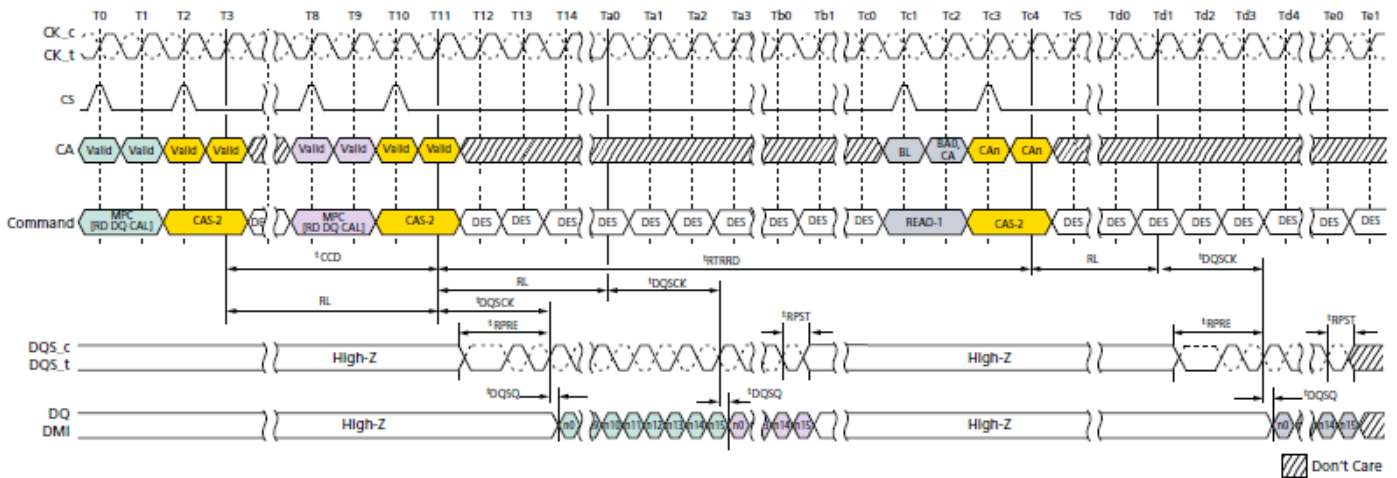 T0 T1 T2 T3 T8 T9 T10 T11 T12 T13 T14 Ta0 Ta1 Ta2 Ta3 Tb0 Tb1 Tc0 Tc1 Tc2 Tc3 Tc4 Tc5 Td0 Td1 Td2 Td3 Td4 Te0 Te1
CK_c
CK_t
CS
CA Valid Valid Valid Valid Valid Valid Valid Valid BL BA0, CA CAn CAn
Command MPC [RD DQ CAL] CAS-2 DE MPC [RD DQ CAL] CAS-2 DES DES DES DES DES DES DES DES DES DES READ-1 CAS-2 DES DES DES DES DES DES DES DES
tCCD tRTRRD
RL tDQSCK RL tDQSCK
RL tDQSCK
tRPRE tRPST tRPRE tRPST
DQS_c
DQS_t High-Z High-Z
tDQSQ tDQSQ tDQSQ
DQ
DMI High-Z n0 9 n10 n11 n12 n13 n14 n15 n0 n14 n15 High-Z n0 n14 n15
Don't Care